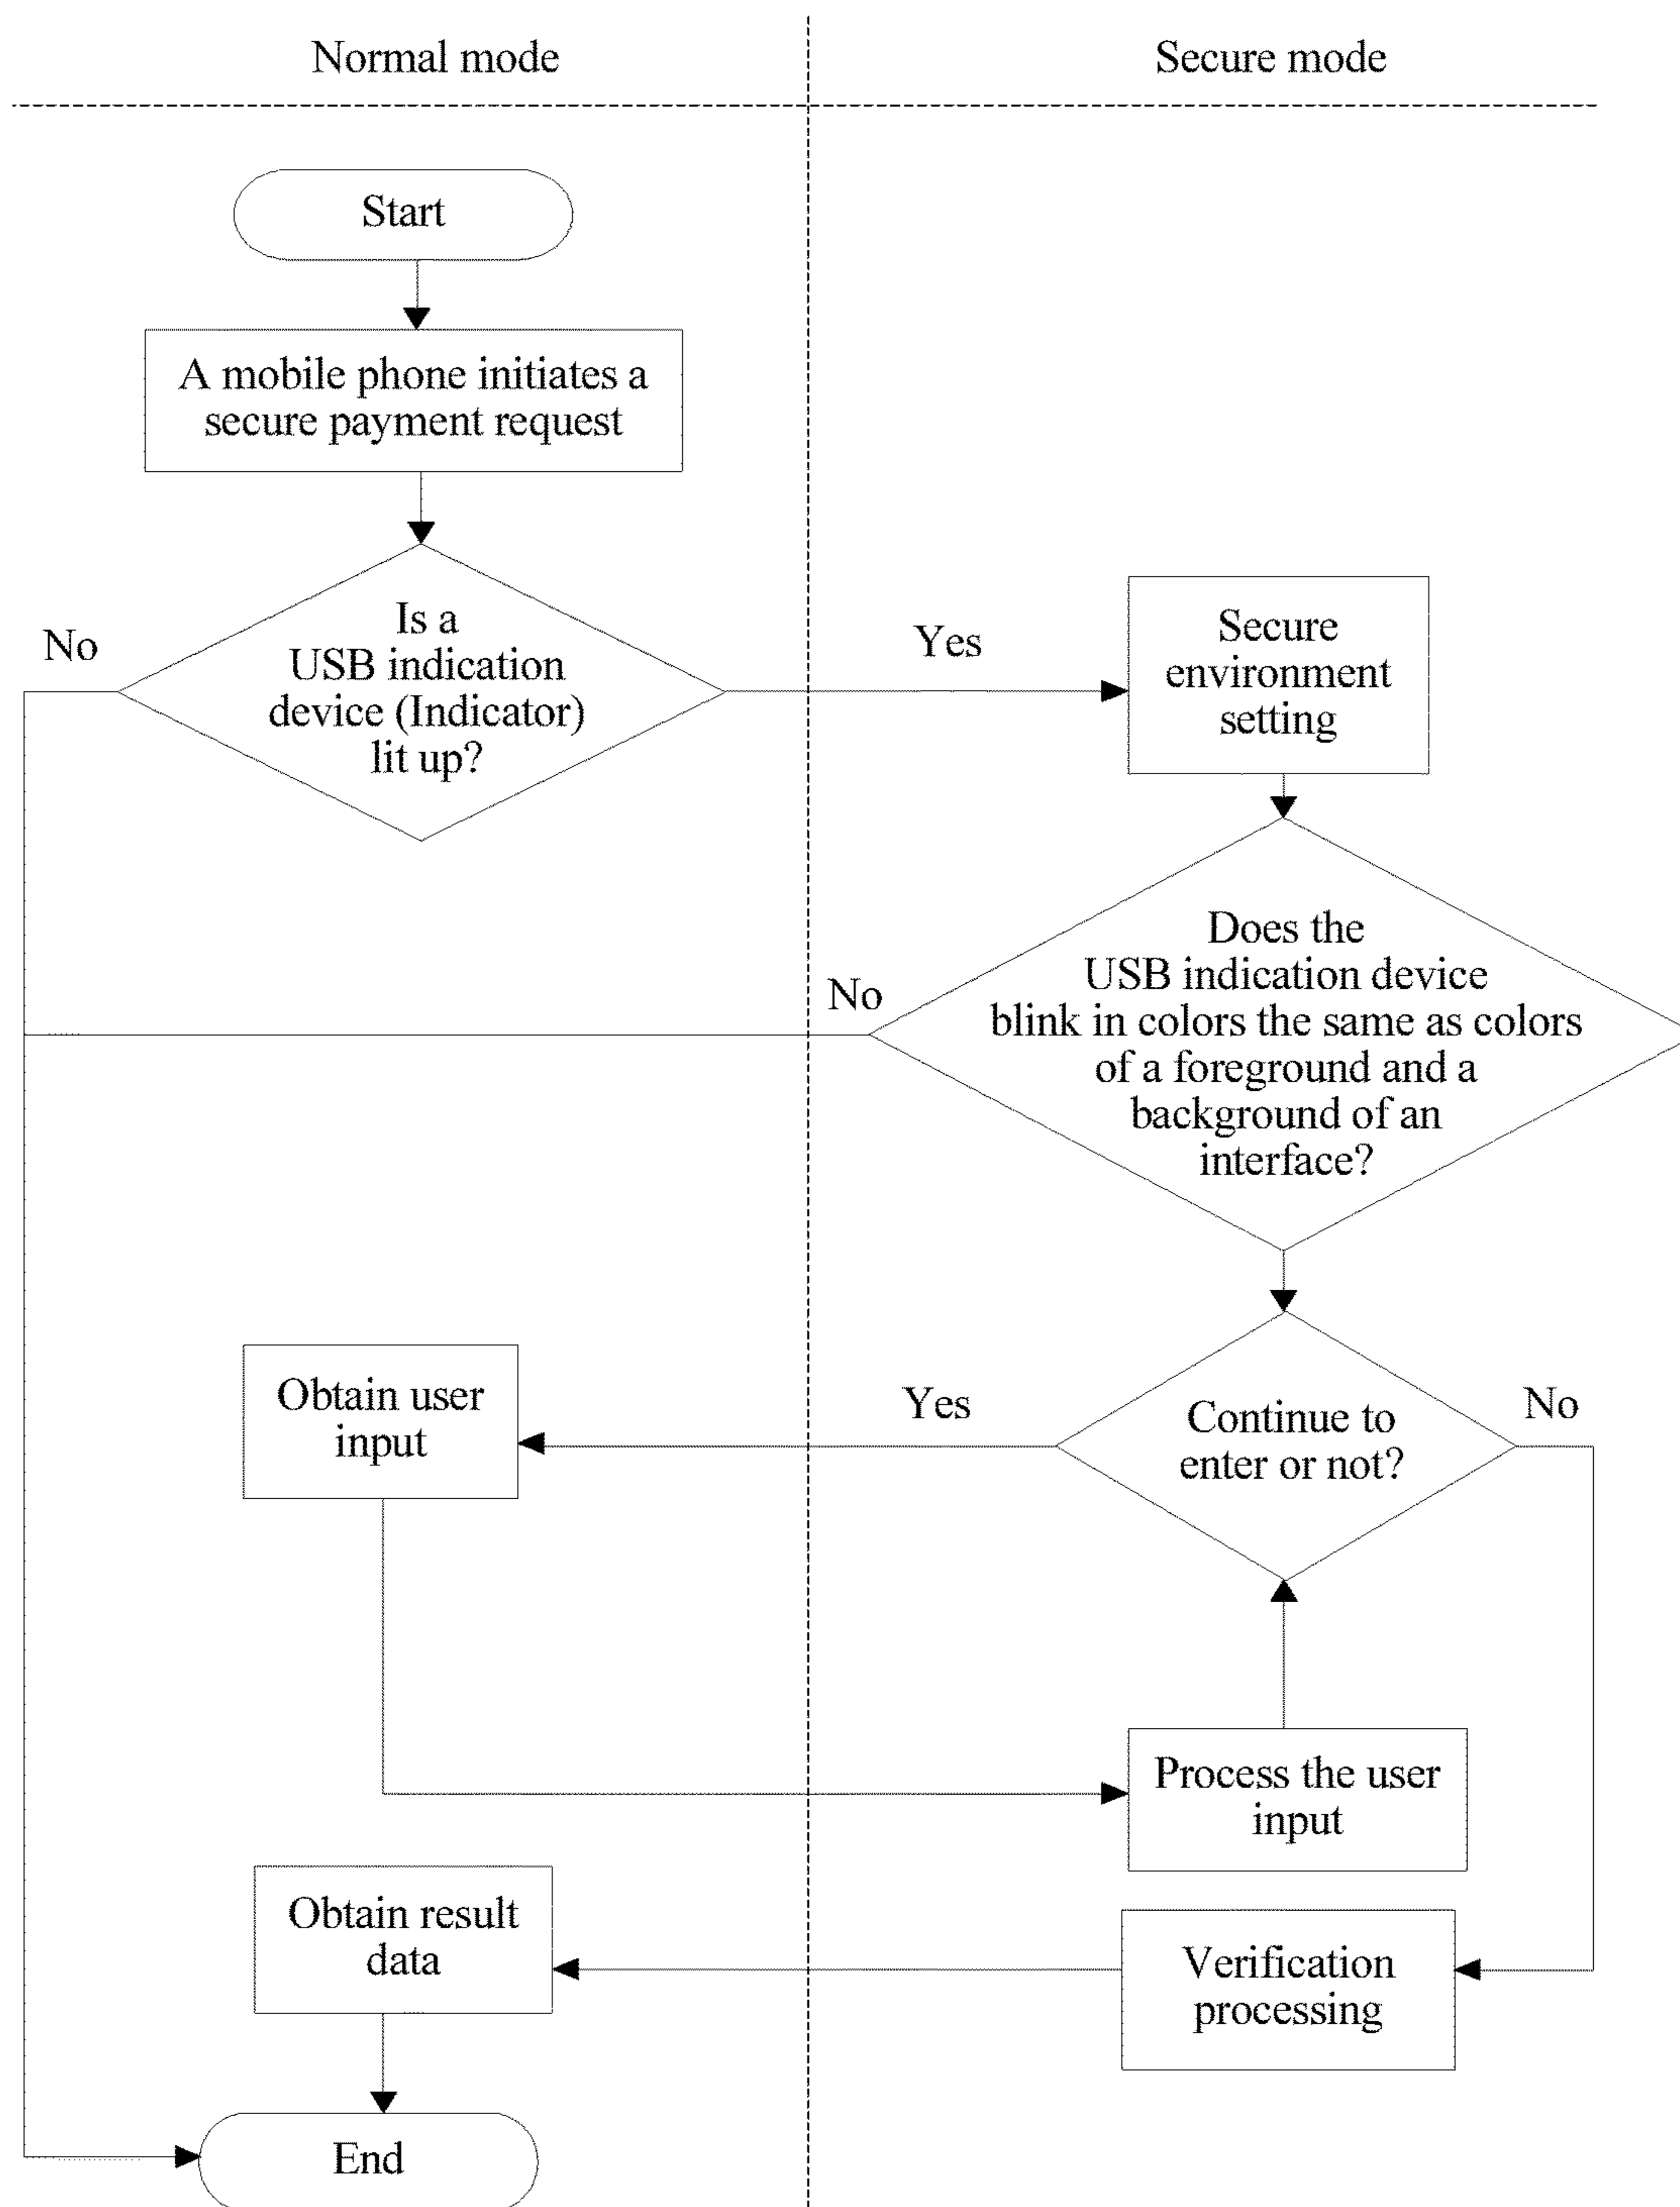 Normal mode
Secure mode
Start
A mobile phone initiates a
secure payment request
Is a
USB indication
device (Indicator)
lit up?
No
Yes
Secure
environment
setting
Does the
USB indication device
blink in colors the same as colors
of a foreground and a
background of an
interface?
No
Continue to
enter or not?
Yes
No
Obtain user
input
Process the user
input
Verification
processing
Obtain result
data
End